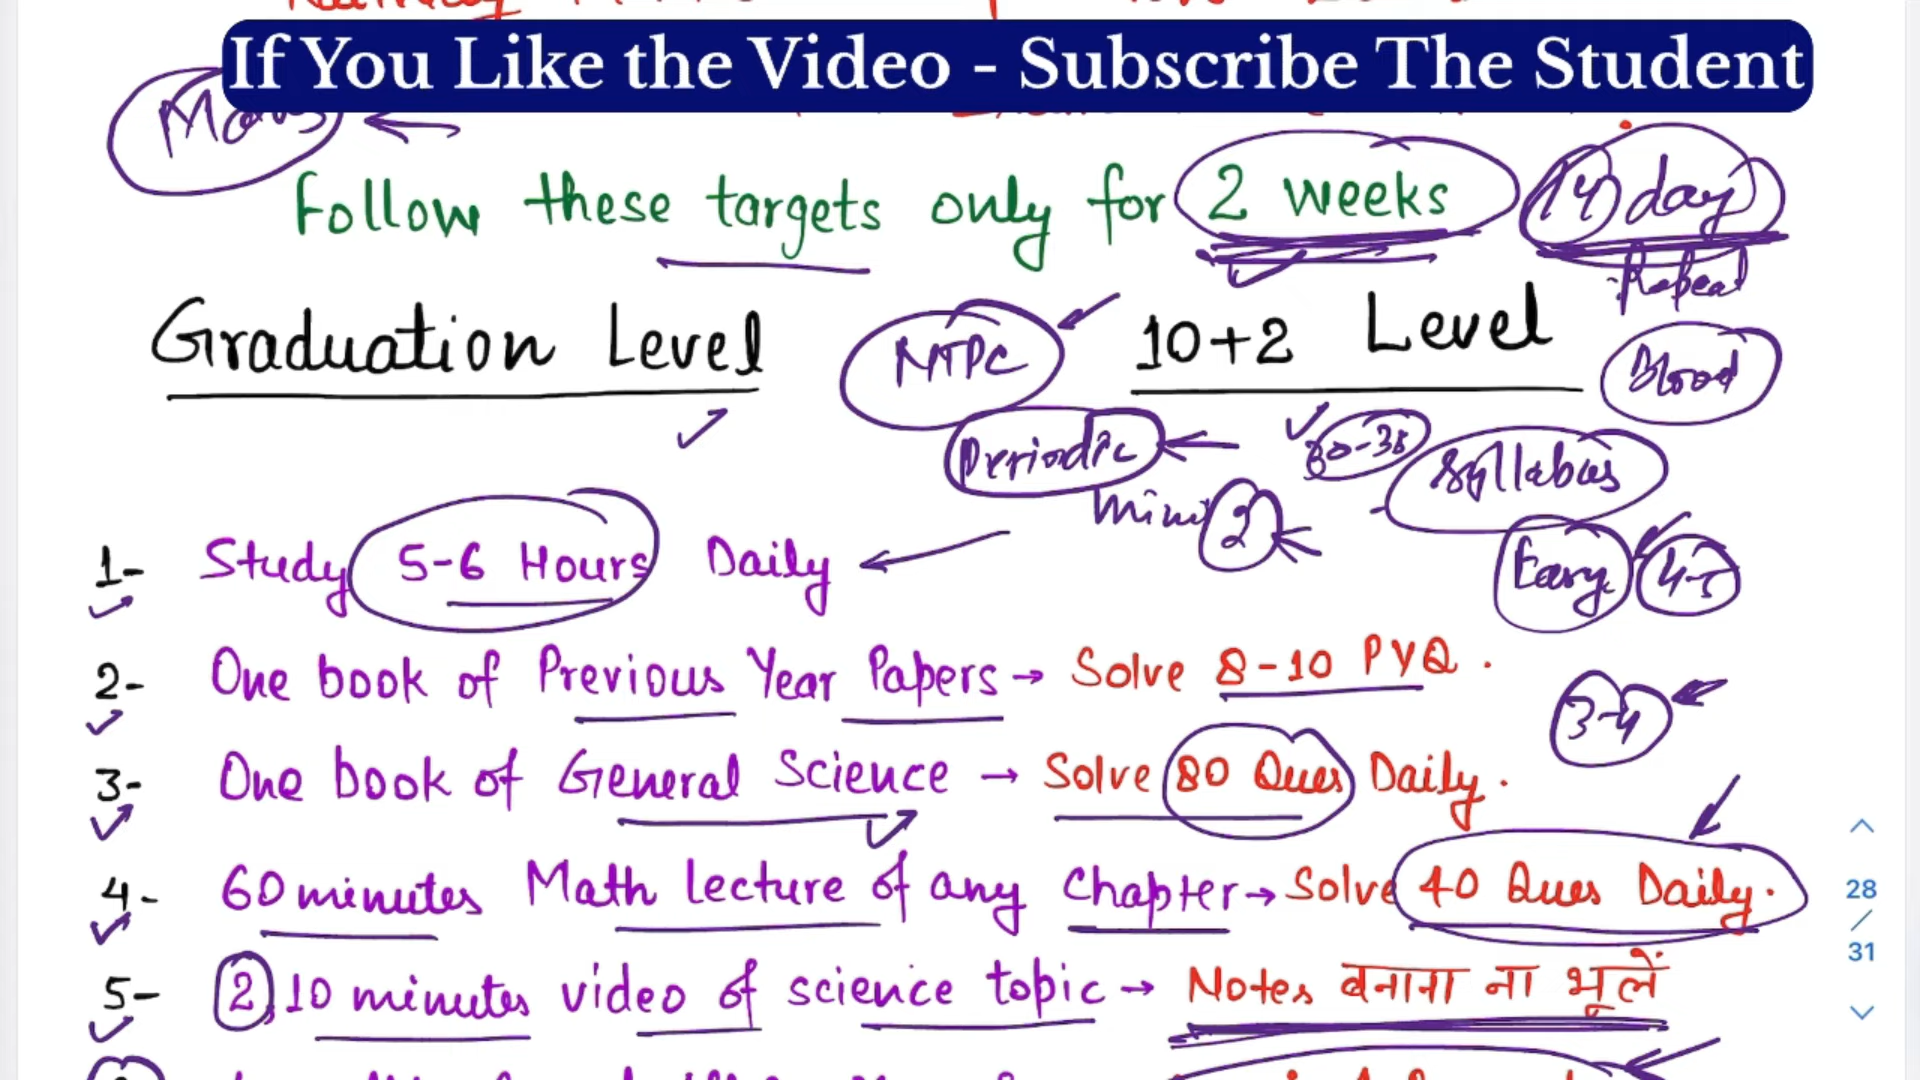 If You Like the Video - Subscribe The Student
Follow these targets only for 2 weeks 14 day
Repeat
Graduation Level NTPC 10+2 Level Blood
Periodic 30-35 Syllabus
2
Easy 4-5
1- Study 5-6 Hours Daily
2- One book of Previous Year Papers → Solve 8-10 PYQ.
3-4
3- One book of General Science → Solve 80 Ques Daily.
4- 60 minutes Math lecture of any Chapter → Solve 40 Ques Daily.
5- 2, 10 minutes video of science topic → Notes बनाना ना भूलें
28
/
31